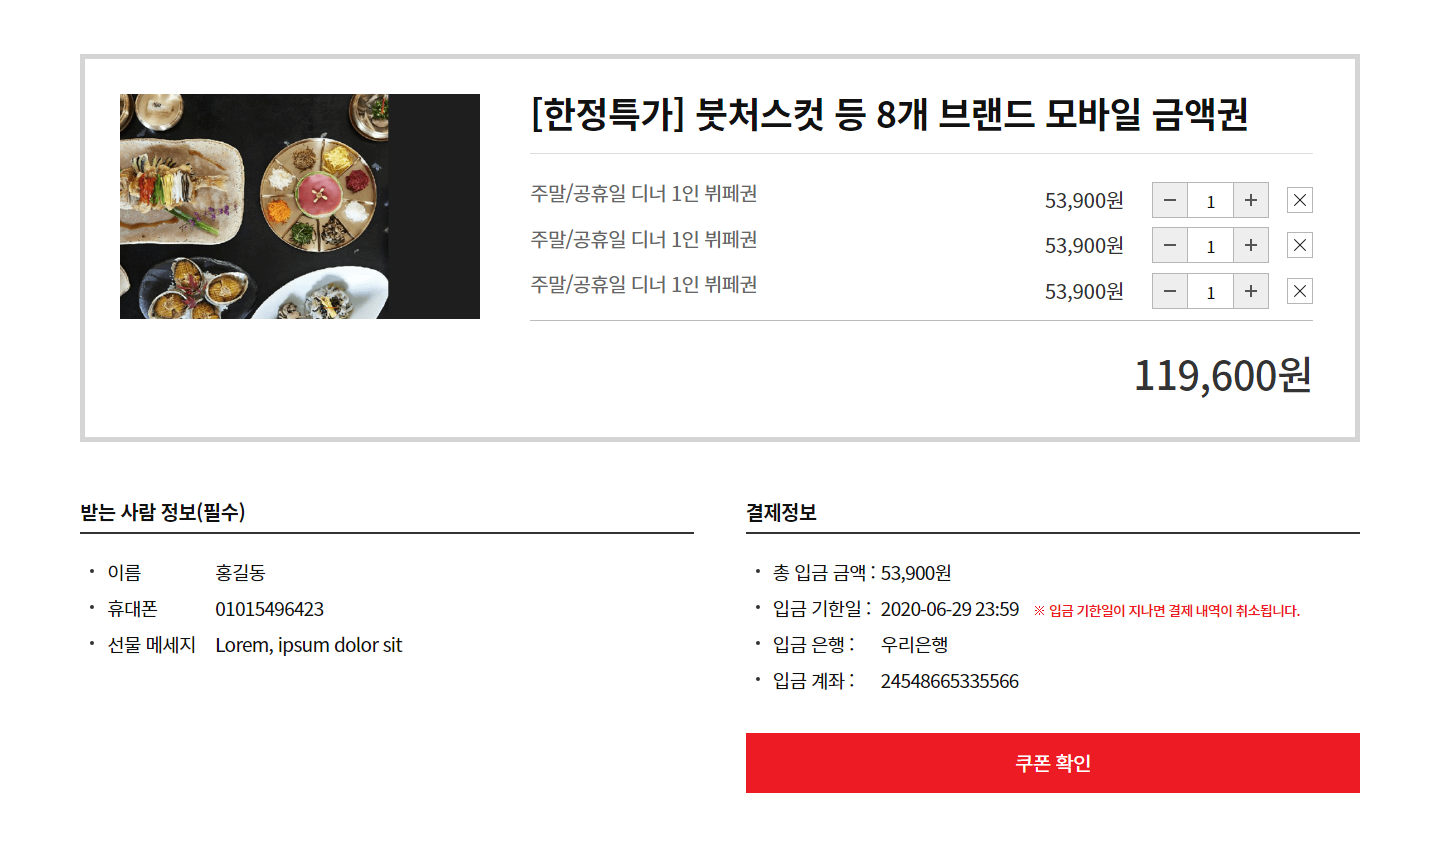 [한정특가] 붓처스컷 등 8개 브랜드 모바일 금액권
주말/공휴일 디너 1인 뷔페권 53,900원 1
주말/공휴일 디너 1인 뷔페권 53,900원 1
주말/공휴일 디너 1인 뷔페권 53,900원 1
119,600원
받는 사람 정보(필수)
· 이름 홍길동
· 휴대폰 01015496423
· 선물 메세지 Lorem, ipsum dolor sit
결제정보
· 총 입금 금액 : 53,900원
· 입금 기한일 : 2020-06-29 23:59 ※ 입금 기한일이 지나면 결제 내역이 취소됩니다.
· 입금 은행 : 우리은행
· 입금 계좌 : 24548665335566
쿠폰 확인